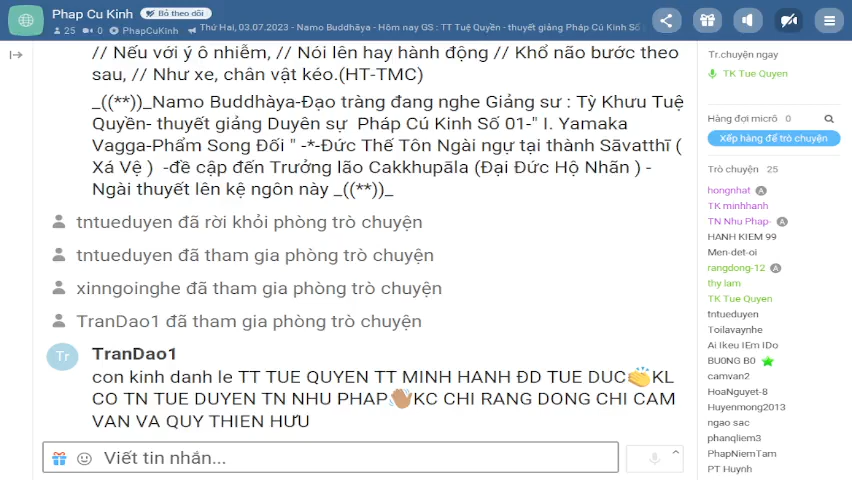 Phap Cu Kinh Bỏ theo dõi
25 0 PhapCuKinh Thứ Hai, 03.07.2023 - Namo Buddhāya - Hôm nay GS : TT Tuệ Quyền - thuyết giảng Pháp Cú Kinh Số
// Nếu với ý ô nhiễm, // Nói lên hay hành động // Khổ não bước theo
sau, // Như xe, chân vật kéo.(HT-TMC)
_((**))_Namo Buddhàya-Đạo tràng đang nghe Giảng sư : Tỳ Khưu Tuệ
Quyền- thuyết giảng Duyên sự Pháp Cú Kinh Số 01-" I. Yamaka
Vagga-Phẩm Song Đối " -*-Đức Thế Tôn Ngài ngự tại thành Sāvatthī (
Xá Vệ ) -đề cập đến Trưởng lão Cakkhupāla (Đại Đức Hộ Nhãn ) -
Ngài thuyết lên kệ ngôn này _((**))_
tntueduyen đã rời khỏi phòng trò chuyện
tntueduyen đã tham gia phòng trò chuyện
xinngoinghe đã tham gia phòng trò chuyện
TranDao1 đã tham gia phòng trò chuyện
Tr TranDao1
con kinh danh le TT TUE QUYEN TT MINH HANH ĐD TUE DUC👏KL
CO TN TUE DUYEN TN NHU PHAP👋🏽KC CHI RANG DONG CHI CAM
VAN VA QUY THIEN HƯU
Viết tin nhắn...
Tr.chuyện ngay
TK Tue Quyen
Hàng đợi micrô 0
Xếp hàng để trò chuyện
Trò chuyện 25
hongnhat A
TK minhhanh
TN Nhu Phap- A
HANH KIEM 99
Men-det-oi
rangdong-12 A
thy lam
TK Tue Quyen
tntueduyen
Toilavaynhe
Ai lkeu IEm IDo
BU0NG B0
camvan2
HoaNguyet-8
Huyenmong2013
ngao sac
phanqliem3
PhapNiemTam
PT Huynh